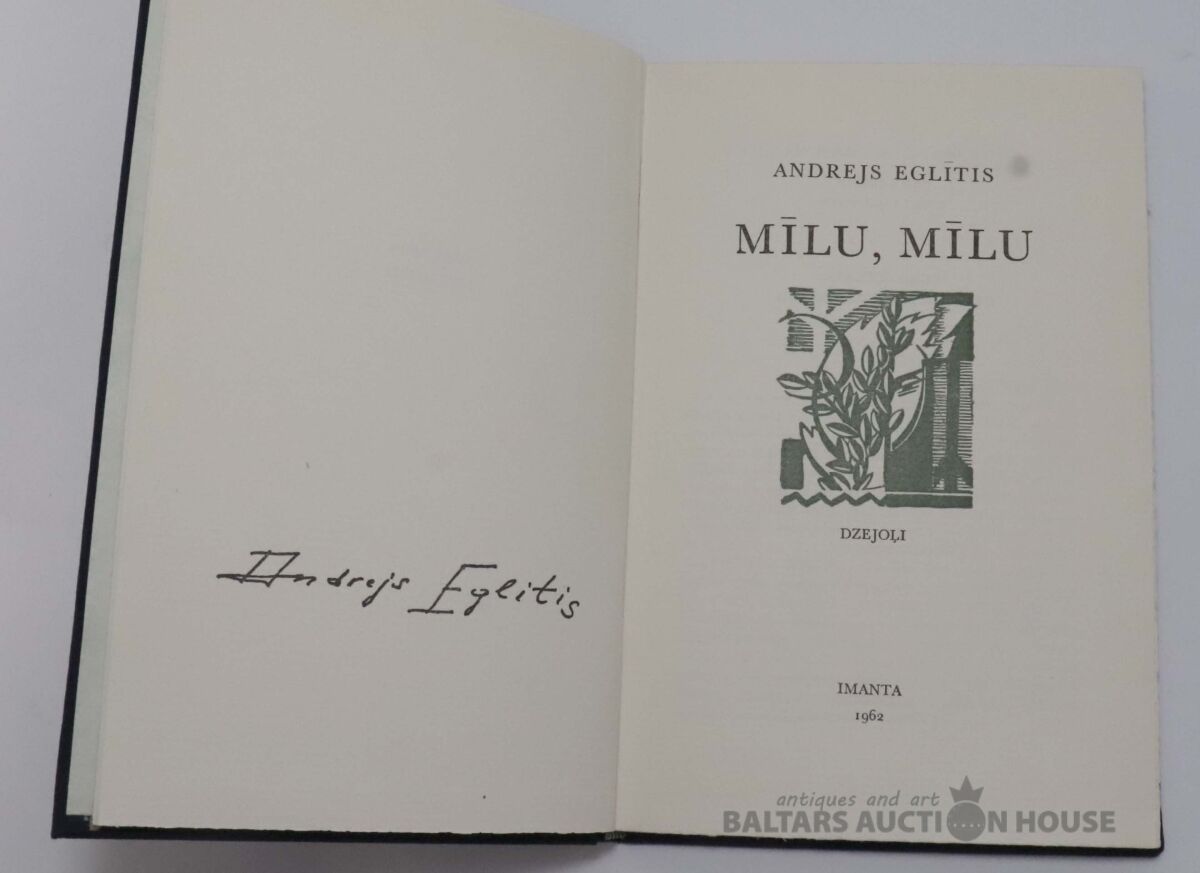 Andrejs Eglitis
ANDREJS EGLĪTIS
MĪLU, MĪLU
DZEJOĻI
IMANTA
1962
antiques and art
BALTARS AUCTION HOUSE